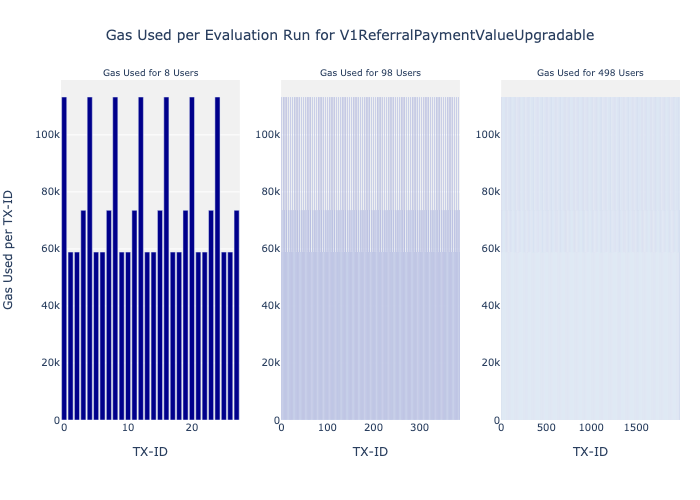 Gas Used per Evaluation Run for V1ReferralPaymentValueUpgradable
Gas Used for 8 Users
Gas Used for 98 Users
Gas Used for 498 Users
Gas Used per TX-ID
100k
80k
60k
40k
20k
0
0 10 20
TX-ID
100k
80k
60k
40k
20k
0
0 100 200 300
TX-ID
100k
80k
60k
40k
20k
0
0 500 1000 1500
TX-ID